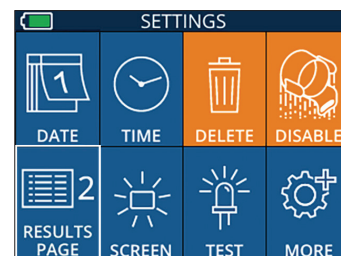 SETTINGS
1
DATE
TIME
DELETE
DISABLE
2
RESULTS
PAGE
SCREEN
TEST
MORE